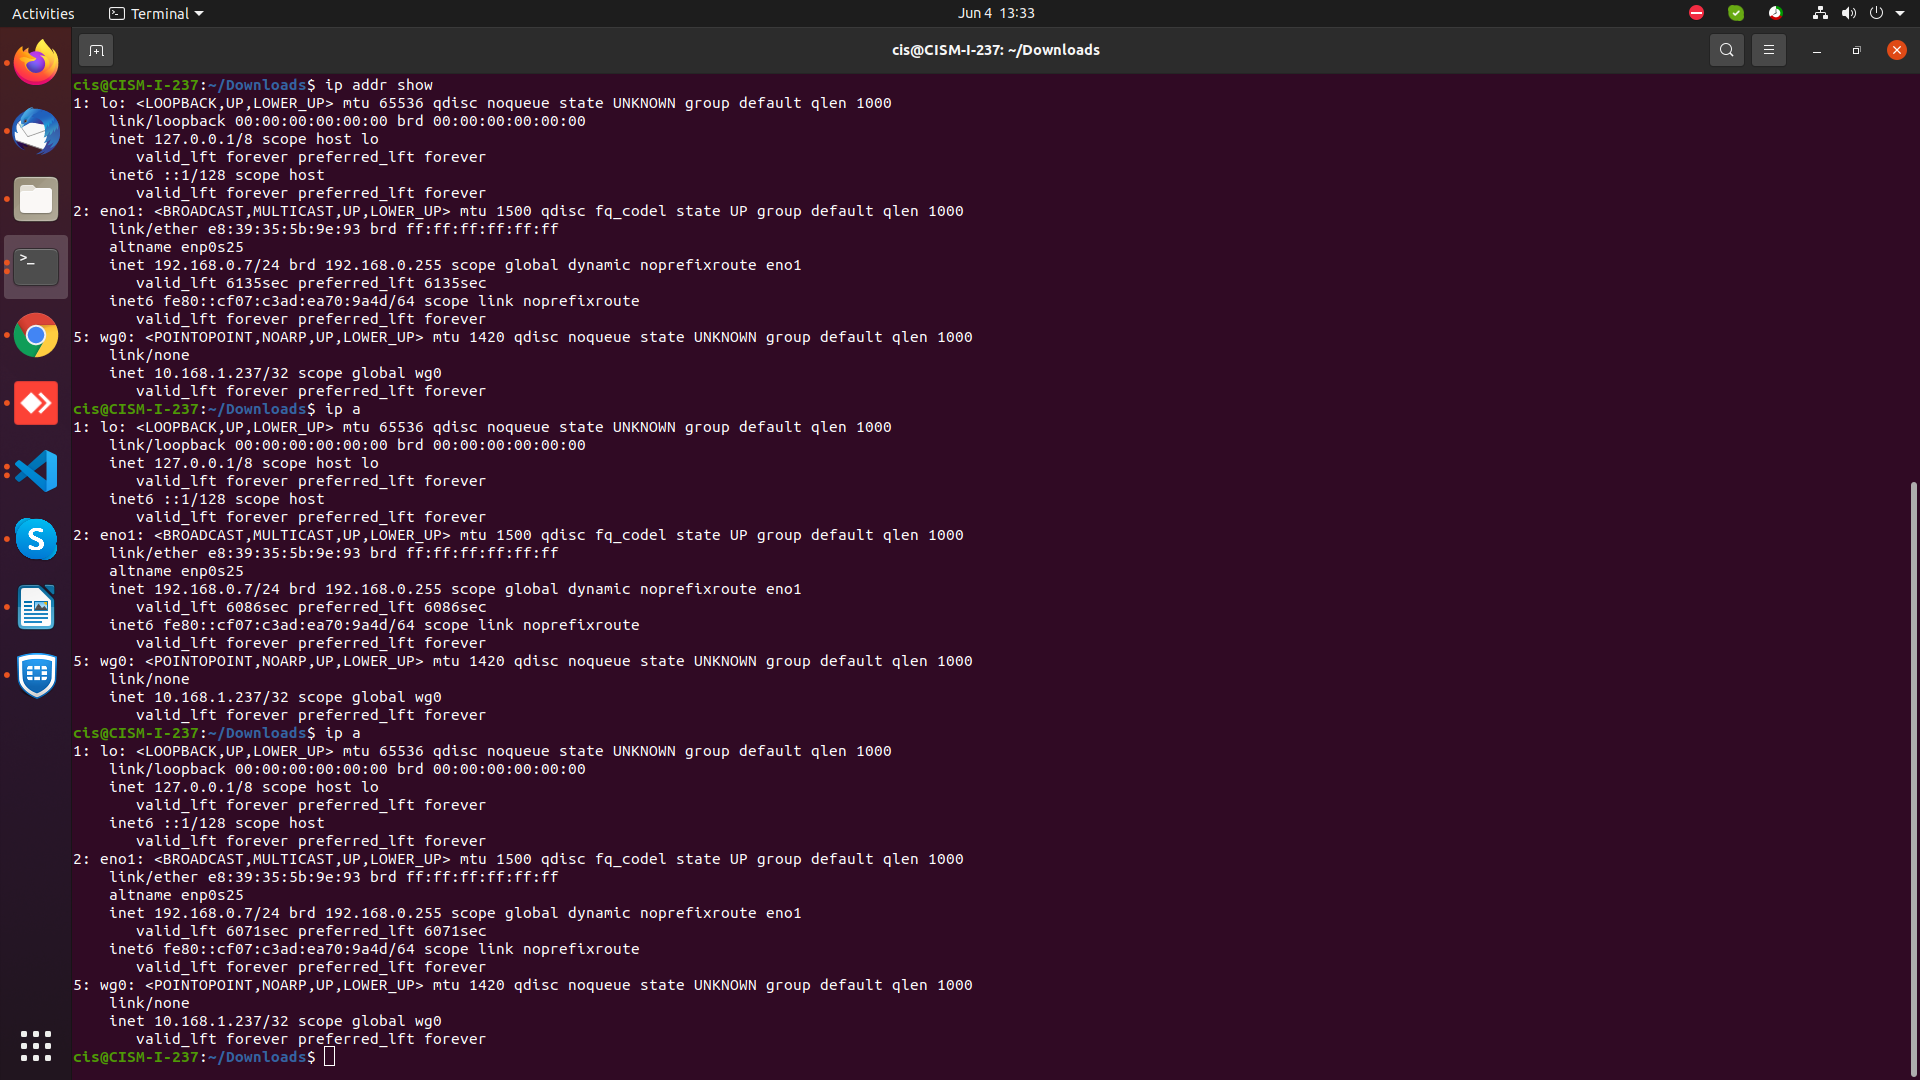 Activities
Terminal
Jun 4 13:33
cis@CISM-I-237: ~/Downloads
cis@CISM-I-237:~/Downloads$ ip addr show
1: lo: <LOOPBACK,UP,LOWER_UP> mtu 65536 qdisc noqueue state UNKNOWN group default qlen 1000
    link/loopback 00:00:00:00:00:00 brd 00:00:00:00:00:00
    inet 127.0.0.1/8 scope host lo
       valid_lft forever preferred_lft forever
    inet6 ::1/128 scope host
       valid_lft forever preferred_lft forever
2: eno1: <BROADCAST,MULTICAST,UP,LOWER_UP> mtu 1500 qdisc fq_codel state UP group default qlen 1000
    link/ether e8:39:35:5b:9e:93 brd ff:ff:ff:ff:ff:ff
    altname enp0s25
    inet 192.168.0.7/24 brd 192.168.0.255 scope global dynamic noprefixroute eno1
       valid_lft 6135sec preferred_lft 6135sec
    inet6 fe80::cf07:c3ad:ea70:9a4d/64 scope link noprefixroute
       valid_lft forever preferred_lft forever
5: wg0: <POINTOPOINT,NOARP,UP,LOWER_UP> mtu 1420 qdisc noqueue state UNKNOWN group default qlen 1000
    link/none
    inet 10.168.1.237/32 scope global wg0
       valid_lft forever preferred_lft forever
cis@CISM-I-237:~/Downloads$ ip a
1: lo: <LOOPBACK,UP,LOWER_UP> mtu 65536 qdisc noqueue state UNKNOWN group default qlen 1000
    link/loopback 00:00:00:00:00:00 brd 00:00:00:00:00:00
    inet 127.0.0.1/8 scope host lo
       valid_lft forever preferred_lft forever
    inet6 ::1/128 scope host
       valid_lft forever preferred_lft forever
2: eno1: <BROADCAST,MULTICAST,UP,LOWER_UP> mtu 1500 qdisc fq_codel state UP group default qlen 1000
    link/ether e8:39:35:5b:9e:93 brd ff:ff:ff:ff:ff:ff
    altname enp0s25
    inet 192.168.0.7/24 brd 192.168.0.255 scope global dynamic noprefixroute eno1
       valid_lft 6086sec preferred_lft 6086sec
    inet6 fe80::cf07:c3ad:ea70:9a4d/64 scope link noprefixroute
       valid_lft forever preferred_lft forever
5: wg0: <POINTOPOINT,NOARP,UP,LOWER_UP> mtu 1420 qdisc noqueue state UNKNOWN group default qlen 1000
    link/none
    inet 10.168.1.237/32 scope global wg0
       valid_lft forever preferred_lft forever
cis@CISM-I-237:~/Downloads$ ip a
1: lo: <LOOPBACK,UP,LOWER_UP> mtu 65536 qdisc noqueue state UNKNOWN group default qlen 1000
    link/loopback 00:00:00:00:00:00 brd 00:00:00:00:00:00
    inet 127.0.0.1/8 scope host lo
       valid_lft forever preferred_lft forever
    inet6 ::1/128 scope host
       valid_lft forever preferred_lft forever
2: eno1: <BROADCAST,MULTICAST,UP,LOWER_UP> mtu 1500 qdisc fq_codel state UP group default qlen 1000
    link/ether e8:39:35:5b:9e:93 brd ff:ff:ff:ff:ff:ff
    altname enp0s25
    inet 192.168.0.7/24 brd 192.168.0.255 scope global dynamic noprefixroute eno1
       valid_lft 6071sec preferred_lft 6071sec
    inet6 fe80::cf07:c3ad:ea70:9a4d/64 scope link noprefixroute
       valid_lft forever preferred_lft forever
5: wg0: <POINTOPOINT,NOARP,UP,LOWER_UP> mtu 1420 qdisc noqueue state UNKNOWN group default qlen 1000
    link/none
    inet 10.168.1.237/32 scope global wg0
       valid_lft forever preferred_lft forever
cis@CISM-I-237:~/Downloads$